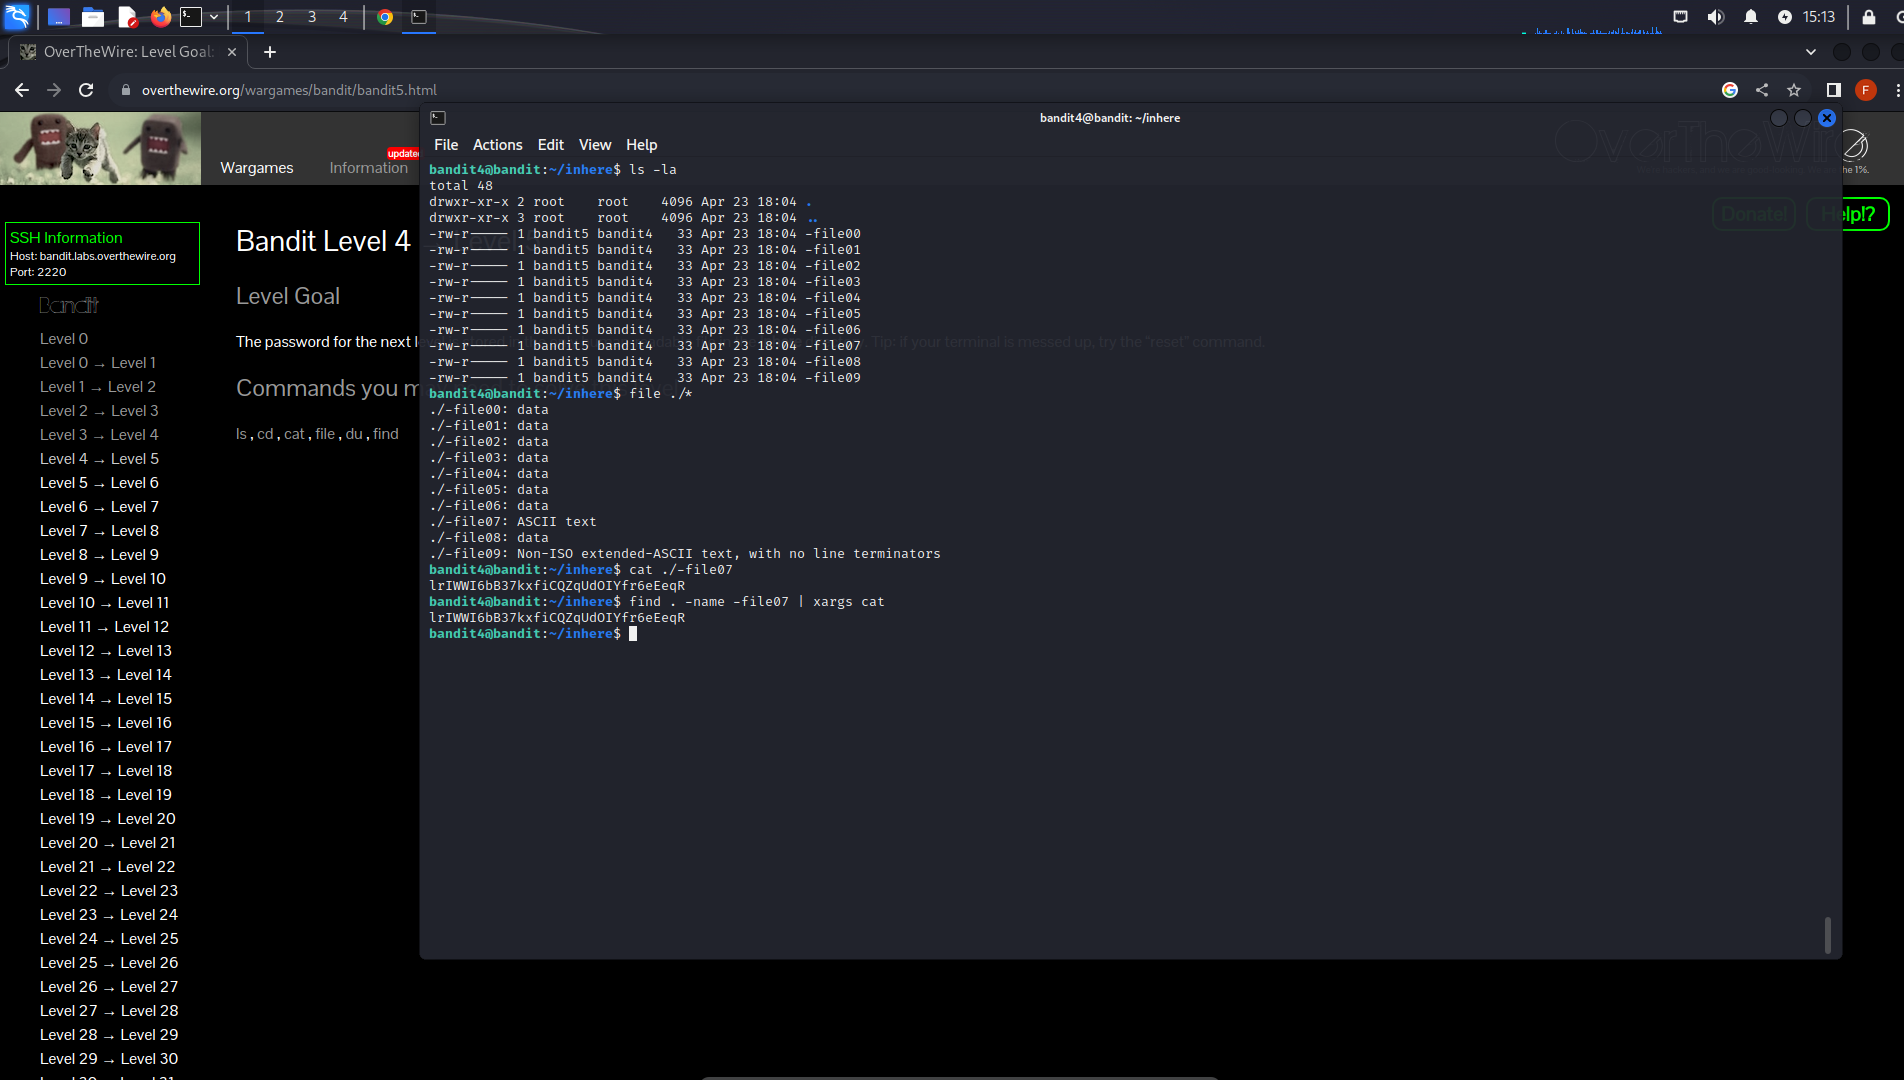 1 2 3 4
15:13
OverTheWire: Level Goal:
overthewire.org/wargames/bandit/bandit5.html
F
bandit4@bandit: ~/inhere
File Actions Edit View Help
Wargames
Information
updated
OverTheWire
SSH Information
Host: bandit.labs.overthewire.org
Port: 2220
Bandit
Level 0
Level 0 → Level 1
Level 1 → Level 2
Level 2 → Level 3
Level 3 → Level 4
Level 4 → Level 5
Level 5 → Level 6
Level 6 → Level 7
Level 7 → Level 8
Level 8 → Level 9
Level 9 → Level 10
Level 10 → Level 11
Level 11 → Level 12
Level 12 → Level 13
Level 13 → Level 14
Level 14 → Level 15
Level 15 → Level 16
Level 16 → Level 17
Level 17 → Level 18
Level 18 → Level 19
Level 19 → Level 20
Level 20 → Level 21
Level 21 → Level 22
Level 22 → Level 23
Level 23 → Level 24
Level 24 → Level 25
Level 25 → Level 26
Level 26 → Level 27
Level 27 → Level 28
Level 28 → Level 29
Level 29 → Level 30
Donate!
Help!?
Bandit Level 4
Level Goal
The password for the next
Tip: if your terminal is messed up, try the "reset" command.
Commands you
ls , cd , cat , file , du , find
bandit4@bandit:~/inhere$ ls -la
total 48
drwxr-xr-x 2 root    root    4096 Apr 23 18:04 .
drwxr-xr-x 3 root    root    4096 Apr 23 18:04 ..
-rw-r----- 1 bandit5 bandit4   33 Apr 23 18:04 -file00
-rw-r----- 1 bandit5 bandit4   33 Apr 23 18:04 -file01
-rw-r----- 1 bandit5 bandit4   33 Apr 23 18:04 -file02
-rw-r----- 1 bandit5 bandit4   33 Apr 23 18:04 -file03
-rw-r----- 1 bandit5 bandit4   33 Apr 23 18:04 -file04
-rw-r----- 1 bandit5 bandit4   33 Apr 23 18:04 -file05
-rw-r----- 1 bandit5 bandit4   33 Apr 23 18:04 -file06
-rw-r----- 1 bandit5 bandit4   33 Apr 23 18:04 -file07
-rw-r----- 1 bandit5 bandit4   33 Apr 23 18:04 -file08
-rw-r----- 1 bandit5 bandit4   33 Apr 23 18:04 -file09
bandit4@bandit:~/inhere$ file ./*
./-file00: data
./-file01: data
./-file02: data
./-file03: data
./-file04: data
./-file05: data
./-file06: data
./-file07: ASCII text
./-file08: data
./-file09: Non-ISO extended-ASCII text, with no line terminators
bandit4@bandit:~/inhere$ cat ./-file07
lrIWWI6bB37kxfiCQZqUdOIYfr6eEeqR
bandit4@bandit:~/inhere$ find . -name -file07 | xargs cat
lrIWWI6bB37kxfiCQZqUdOIYfr6eEeqR
bandit4@bandit:~/inhere$